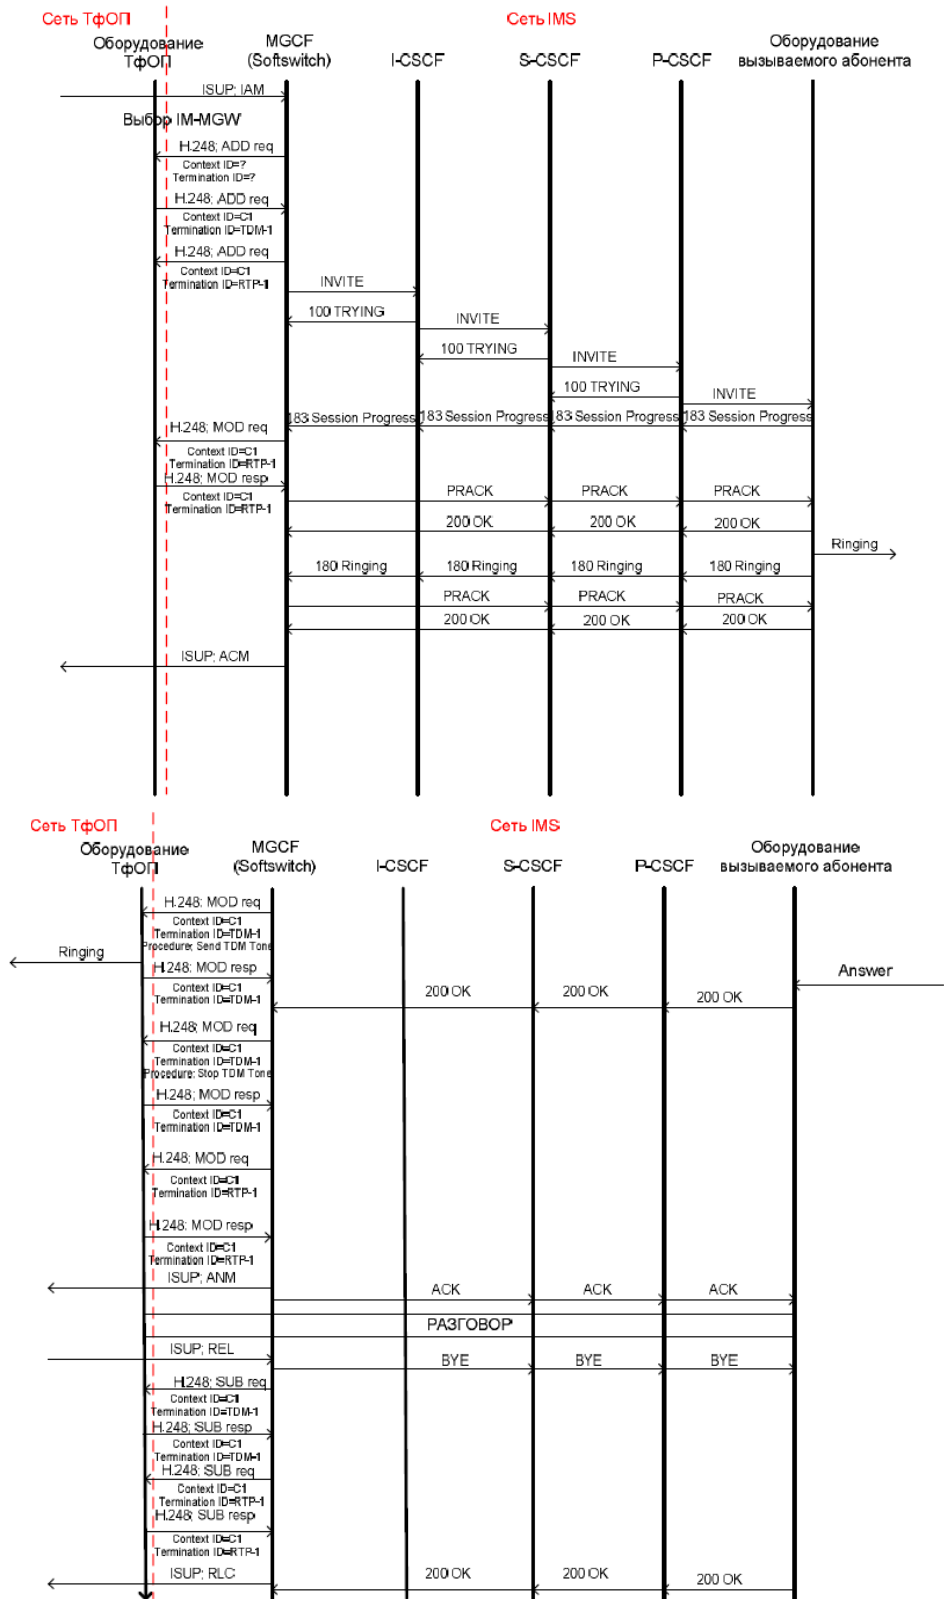 Сеть ТфОП
Сеть IMS
Оборудование
ТфОП
MGCF
(Softswitch)
I-CSCF
S-CSCF
P-CSCF
Оборудование
вызываемого абонента
ISUP; IAM
Выбор IM-MGW
H.248; ADD req
Context ID=?
Termination ID=?
H.248; ADD req
Context ID=C1
Termination ID=TDM-1
H.248; ADD req
Context ID=C1
Termination ID=RTP-1
INVITE
100 TRYING
INVITE
100 TRYING
INVITE
100 TRYING
INVITE
183 Session Progress
183 Session Progress
183 Session Progress
183 Session Progress
H.248; MOD req
Context ID=C1
Termination ID=RTP-1
H.248; MOD resp
Context ID=C1
Termination ID=RTP-1
PRACK
PRACK
PRACK
200 OK
200 OK
200 OK
Ringing
180 Ringing
180 Ringing
180 Ringing
180 Ringing
PRACK
PRACK
PRACK
200 OK
200 OK
200 OK
ISUP; ACM
Сеть ТфОП
Сеть IMS
Оборудование
ТфОП
MGCF
(Softswitch)
I-CSCF
S-CSCF
P-CSCF
Оборудование
вызываемого абонента
H.248; MOD req
Context ID=C1
Termination ID=TDM-1
Procedure; Send TDM Tone
Ringing
H.248; MOD resp
Context ID=C1
Termination ID=TDM-1
Answer
200 OK
200 OK
200 OK
H.248; MOD req
Context ID=C1
Termination ID=TDM-1
Procedure; Stop TDM Tone
H.248; MOD resp
Context ID=C1
Termination ID=TDM-1
H.248; MOD req
Context ID=C1
Termination ID=RTP-1
H.248; MOD resp
Context ID=C1
Termination ID=RTP-1
ISUP; ANM
ACK
ACK
ACK
РАЗГОВОР
ISUP; REL
BYE
BYE
BYE
H.248; SUB req
Context ID=C1
Termination ID=TDM-1
H.248; SUB resp
Context ID=C1
Termination ID=TDM-1
H.248; SUB req
Context ID=C1
Termination ID=RTP-1
H.248; SUB resp
Context ID=C1
Termination ID=RTP-1
ISUP; RLC
200 OK
200 OK
200 OK